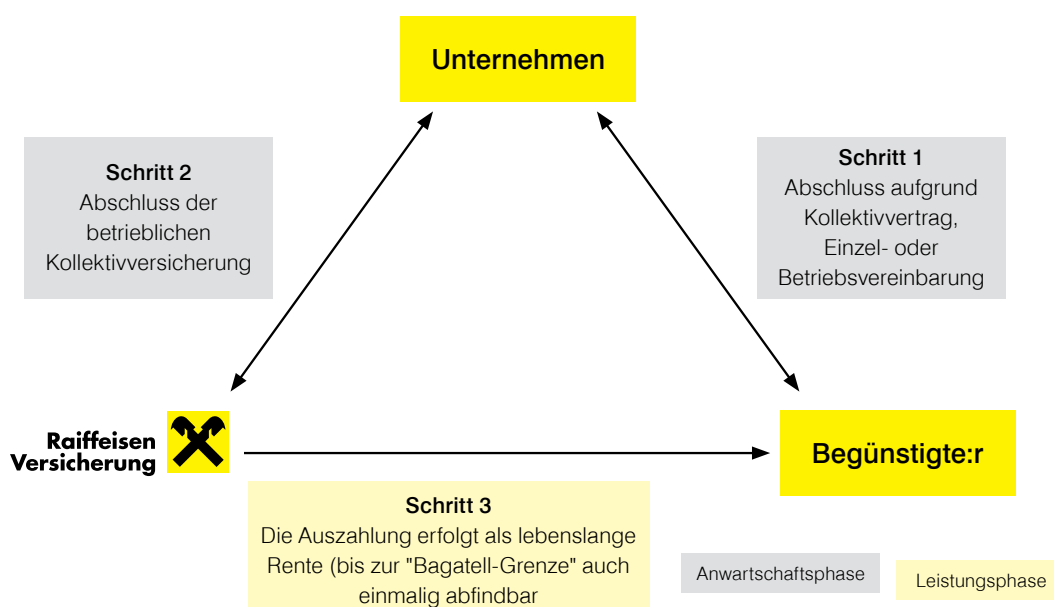 Unternehmen
Schritt 2
Abschluss der
betrieblichen
Kollektivversicherung
Schritt 1
Abschluss aufgrund
Kollektivvertrag,
Einzel- oder
Betriebsvereinbarung
Raiffeisen
Versicherung
Begünstigte:r
Schritt 3
Die Auszahlung erfolgt als lebenslange
Rente (bis zur "Bagatell-Grenze" auch
einmalig abfindbar
Anwartschaftsphase
Leistungsphase